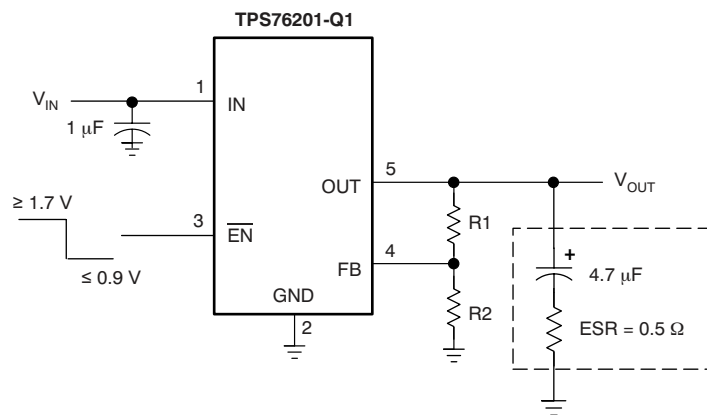 TPS76201-Q1
V_IN
1
IN
1 μF
5
OUT
V_OUT
≥ 1.7 V
3
EN
R1
4
FB
+
4.7 μF
≤ 0.9 V
GND
2
R2
ESR = 0.5 Ω